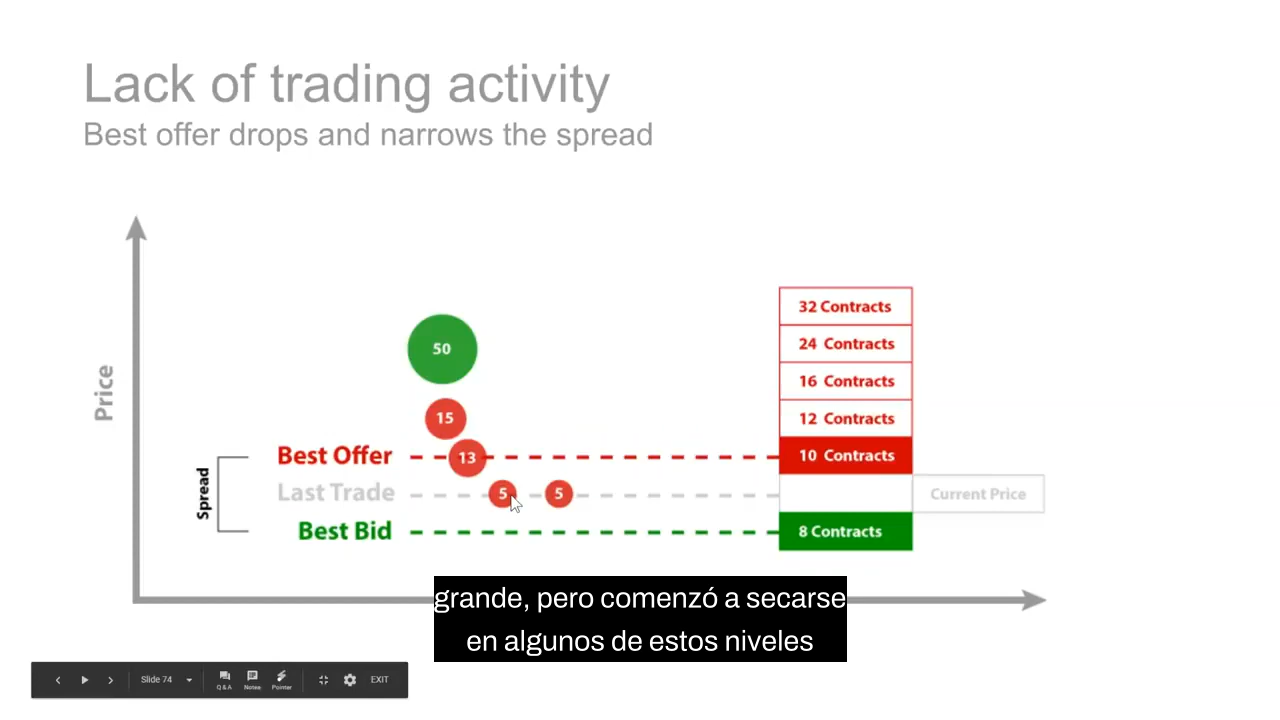 Lack of trading activity
Best offer drops and narrows the spread
Price
32 Contracts
24 Contracts
16 Contracts
12 Contracts
10 Contracts
8 Contracts
50
15
13
5
5
Spread
Best Offer
Last Trade
Best Bid
Current Price
grande, pero comenzó a secarse
en algunos de estos niveles
Slide 74
Q & A
Notes
Pointer
EXIT